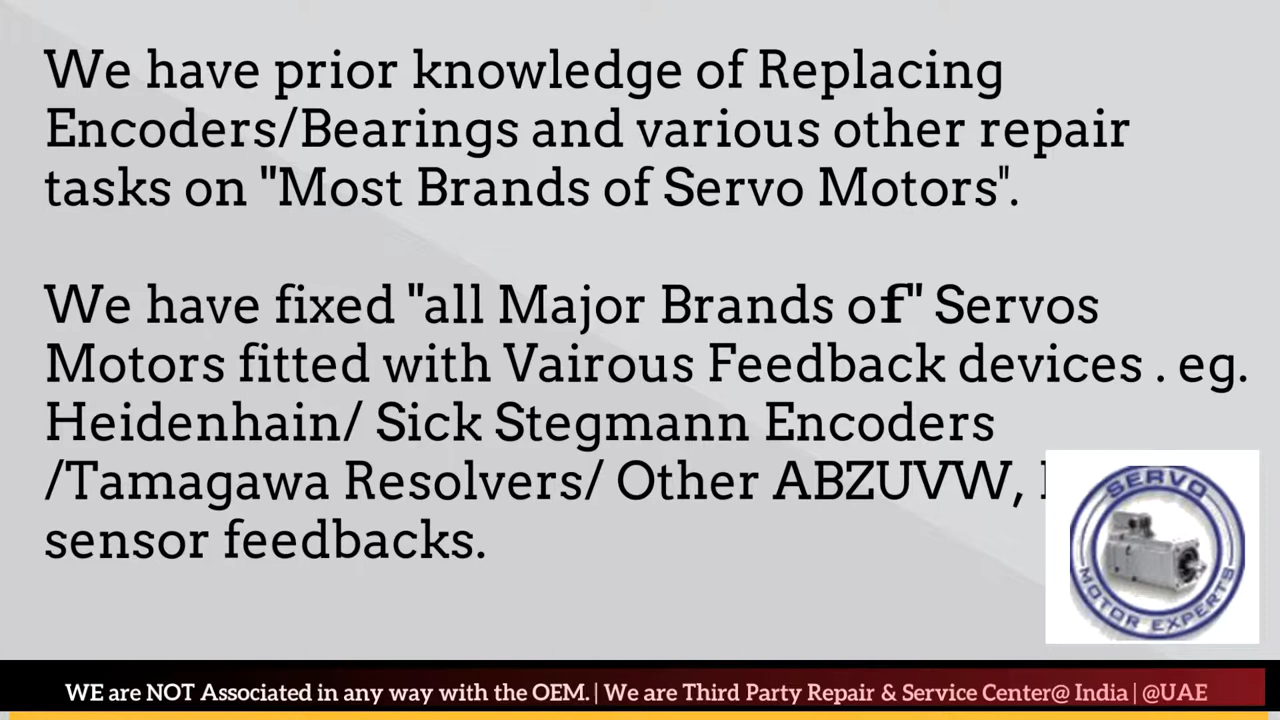 We have prior knowledge of Replacing
Encoders/Bearings and various other repair
tasks on "Most Brands of Servo Motors".
We have fixed "all Major Brands of" Servos
Motors fitted with Vairous Feedback devices . eg.
Heidenhain/ Sick Stegmann Encoders
/Tamagawa Resolvers/ Other ABZUVW,
sensor feedbacks.
SERVO
MOTOR EXPERTS
WE are NOT Associated in any way with the OEM. | We are Third Party Repair & Service Center@ India | @UAE